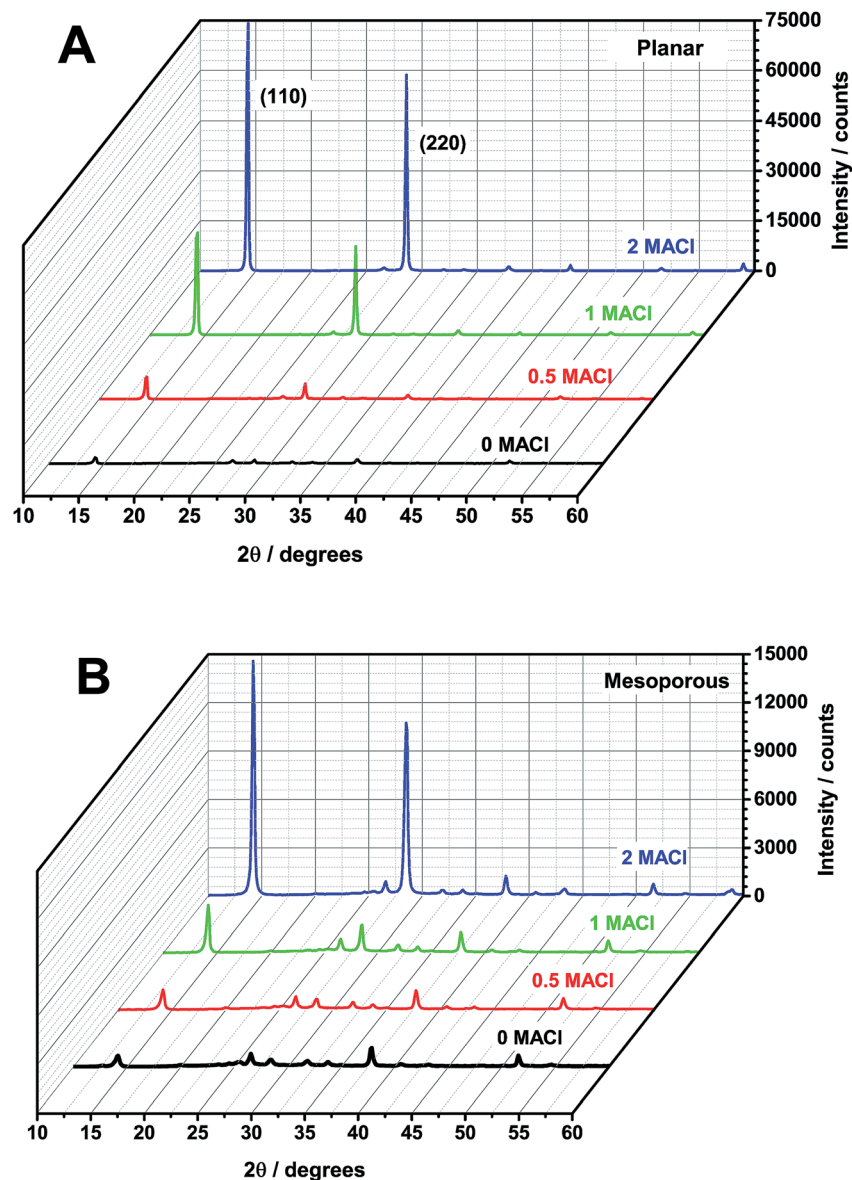 A
Planar
(110)
(220)
75000
60000
45000
30000
15000
0
Intensity / counts
2 MACl
1 MACl
0.5 MACl
0 MACl
10 15 20 25 30 35 40 45 50 55 60
2θ / degrees
B
Mesoporous
15000
12000
9000
6000
3000
0
Intensity / counts
2 MACl
1 MACl
0.5 MACl
0 MACl
10 15 20 25 30 35 40 45 50 55 60
2θ / degrees